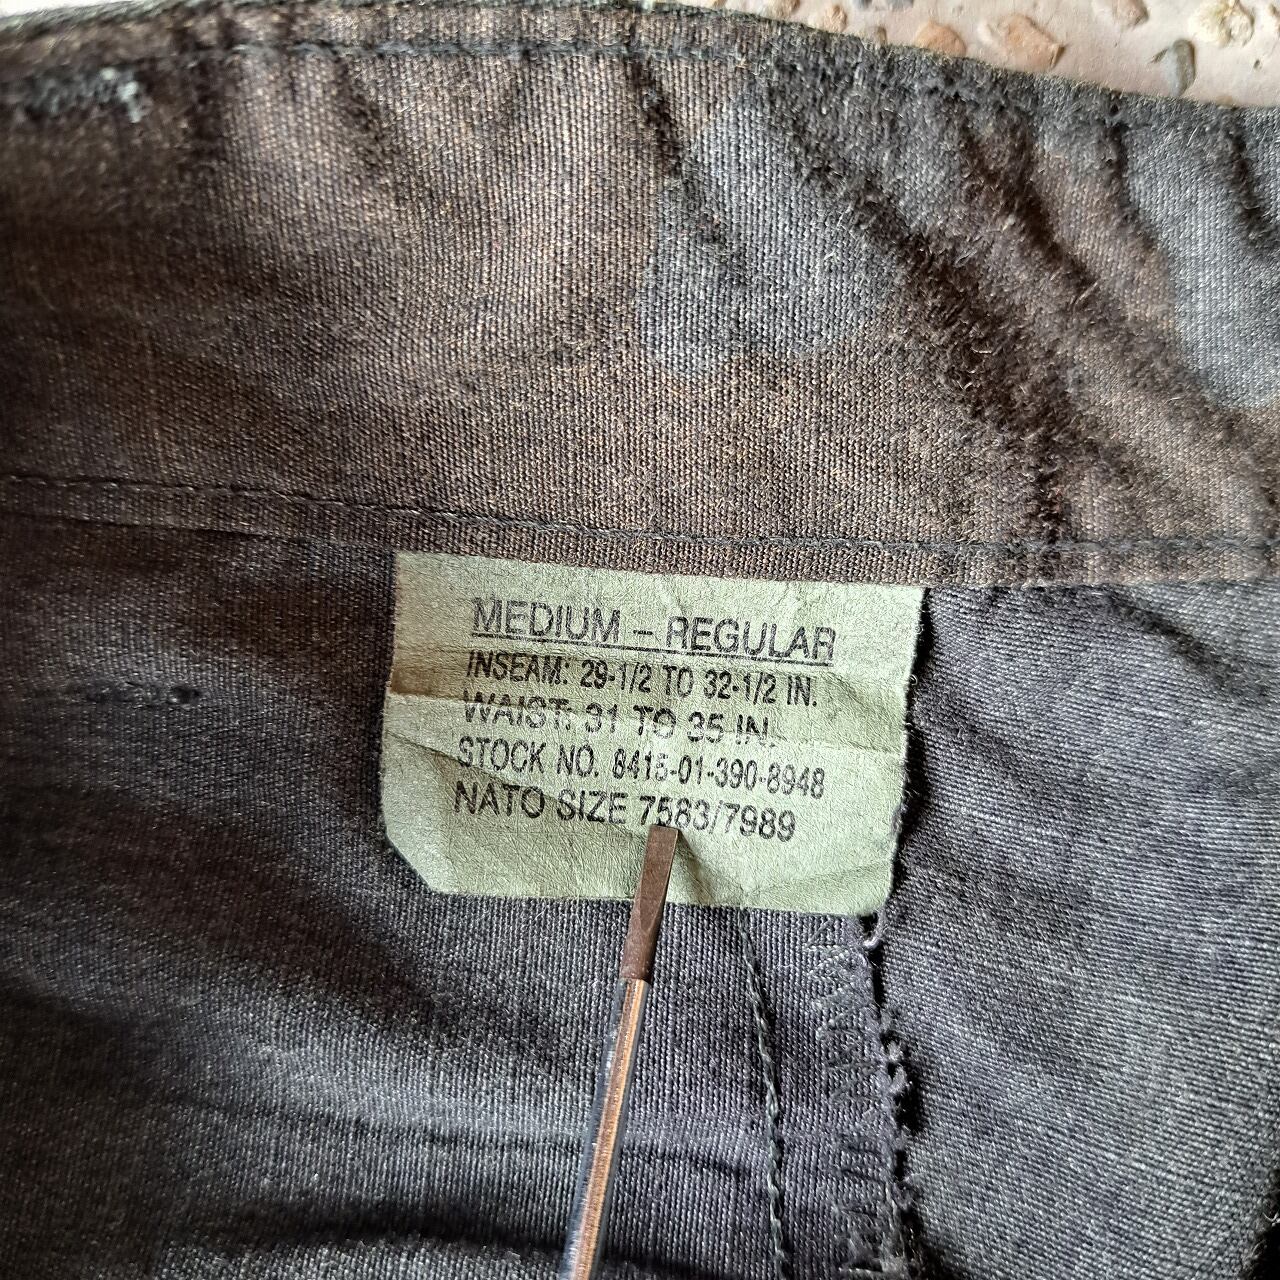 MEDIUM – REGULAR
INSEAM: 29-1/2 TO 32-1/2 IN.
WAIST: 31 TO 35 IN.
STOCK NO. 8415-01-390-8948
NATO SIZE 7583/7989